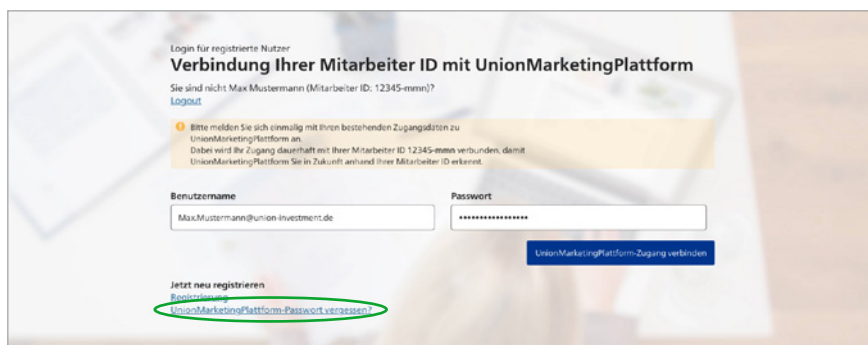 Login für registrierte Nutzer
Verbindung Ihrer Mitarbeiter ID mit UnionMarketingPlattform
Sie sind nicht Max Mustermann (Mitarbeiter ID: 12345-mmn)?
Logout
Bitte melden Sie sich einmalig mit Ihren bestehenden Zugangsdaten zu
UnionMarketingPlattform an.
Dabei wird Ihr Zugang dauerhaft mit Ihrer Mitarbeiter ID 12345-mmn verbunden, damit
UnionMarketingPlattform Sie in Zukunft anhand Ihrer Mitarbeiter ID erkennt.
Benutzername Passwort
Max.Mustermann@union-investment.de ••••••••••••••••
UnionMarketingPlattform-Zugang verbinden
Jetzt neu registrieren
Registrierung
UnionMarketingPlattform-Passwort vergessen?